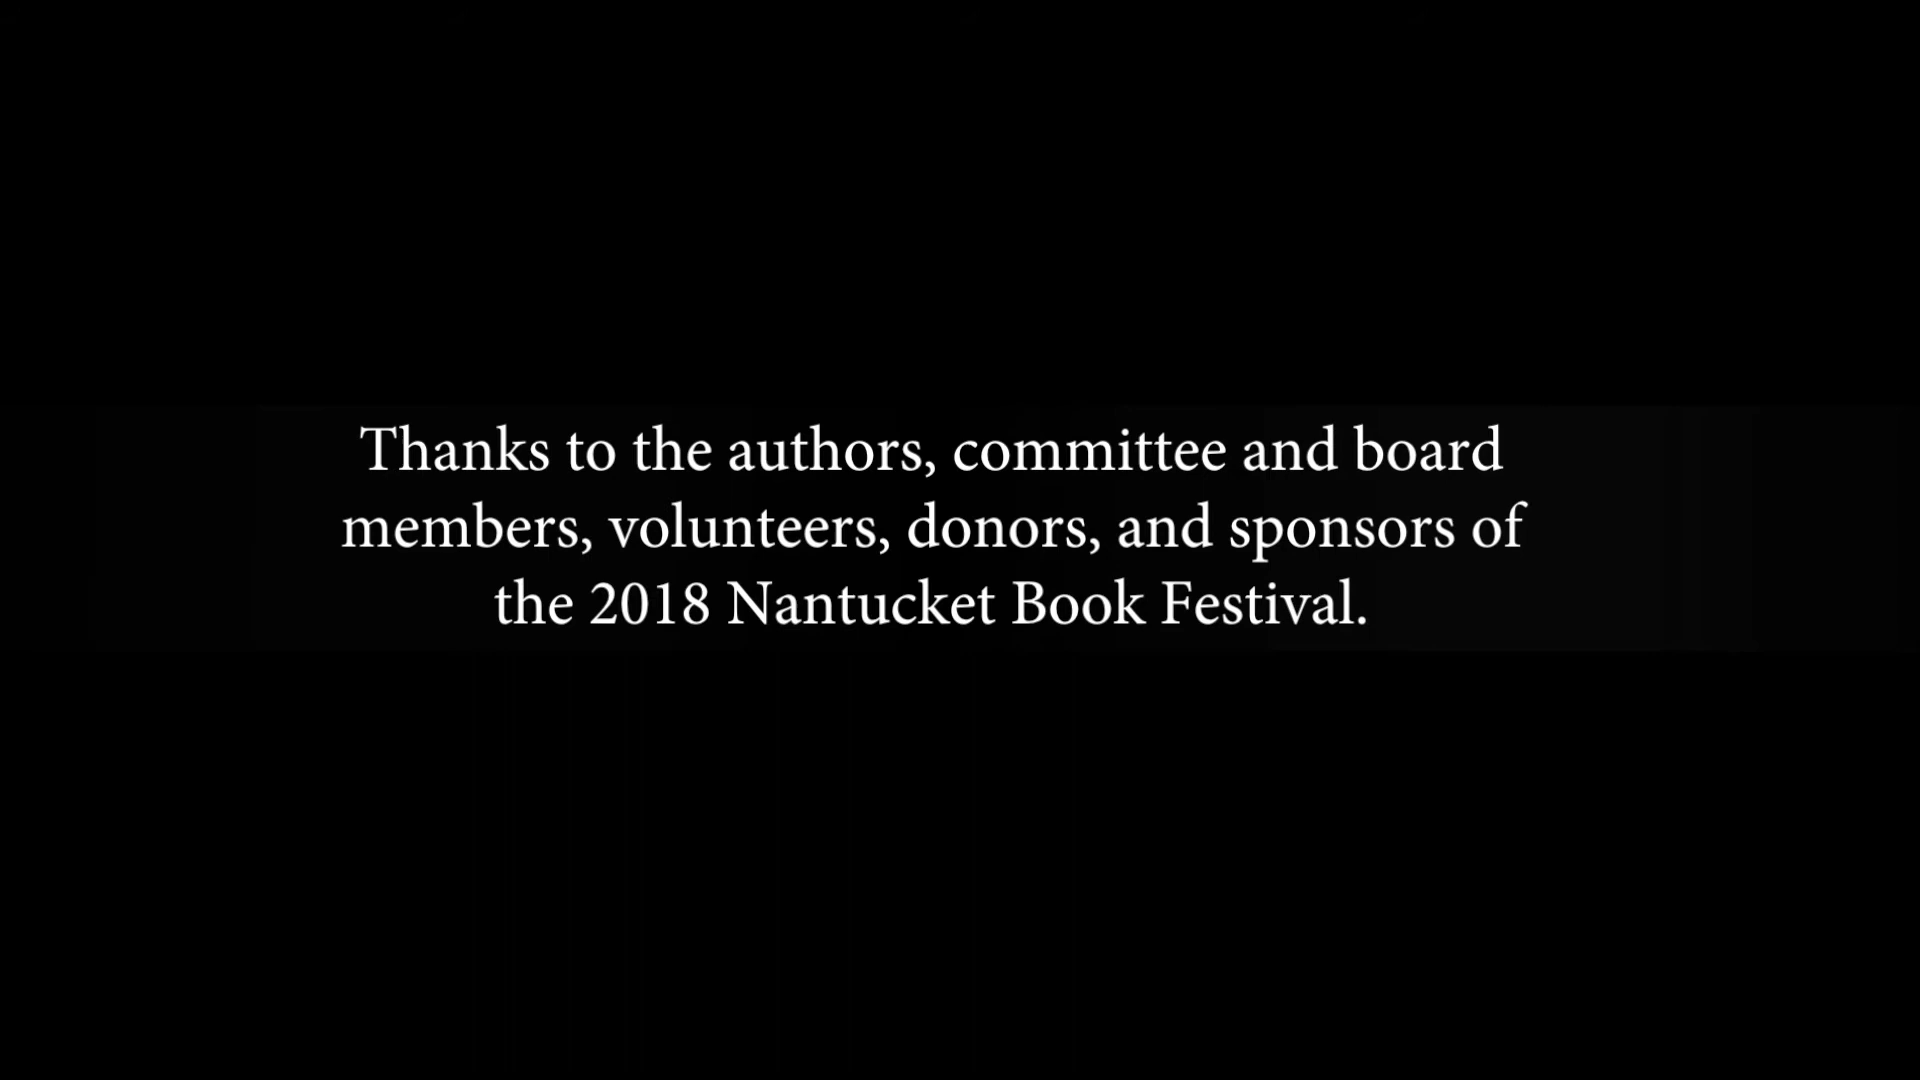 Thanks to the authors, committee and board
members, volunteers, donors, and sponsors of
the 2018 Nantucket Book Festival.